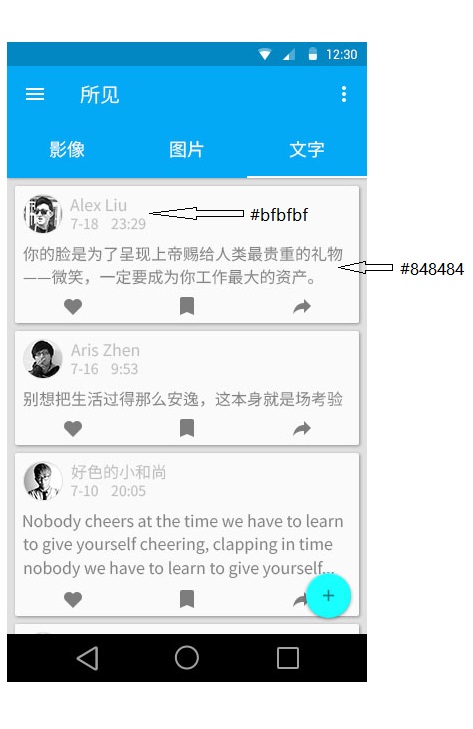 12:30
所见
影像 图片 文字
Alex Liu
7-18 23:29
#bfbfbf
你的脸是为了呈现上帝赐给人类最贵重的礼物
——微笑，一定要成为你工作最大的资产。
#848484
Aris Zhen
7-16 9:53
别想把生活过得那么安逸，这本身就是场考验
好色的小和尚
7-10 20:05
Nobody cheers at the time we have to learn
to give yourself cheering, clapping in time
nobody we have to learn to give yourself...